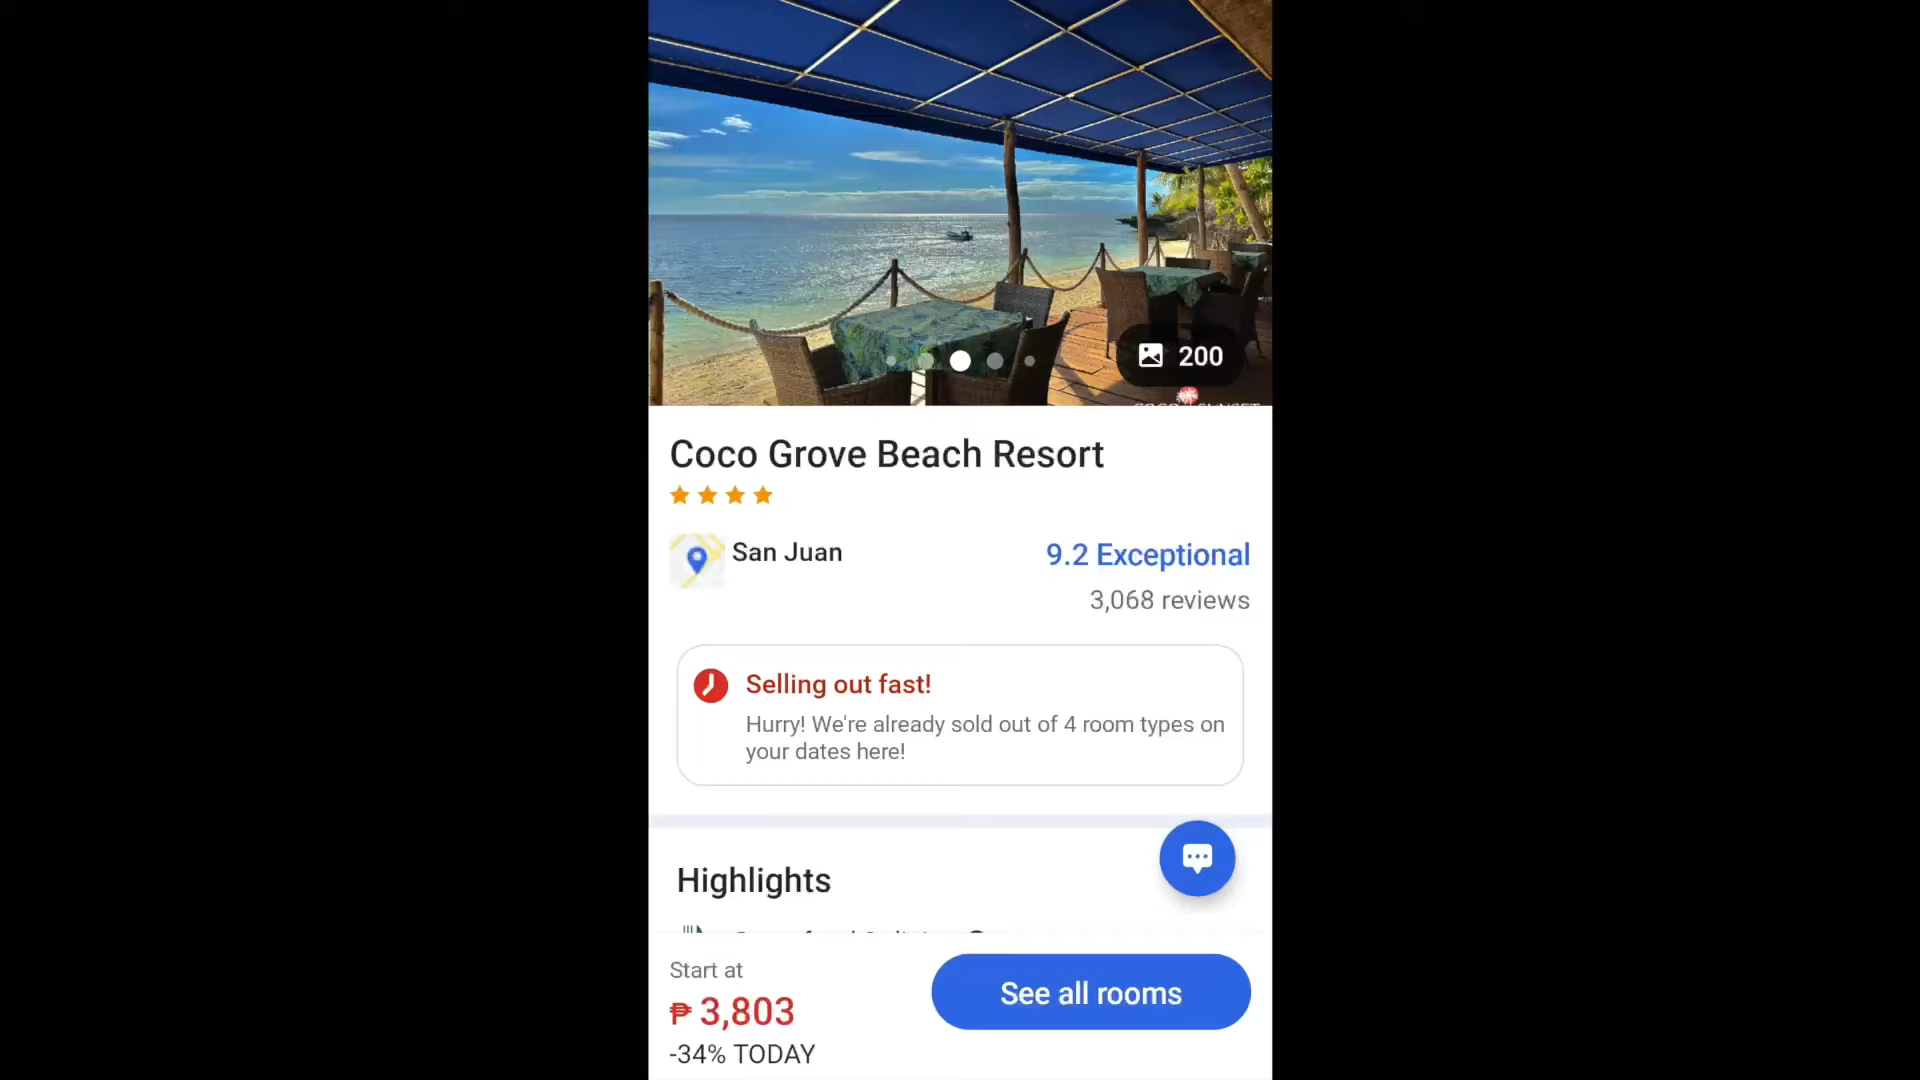 200
Coco Grove Beach Resort
San Juan
9.2 Exceptional
3,068 reviews
Selling out fast!
Hurry! We're already sold out of 4 room types on
your dates here!
Highlights
Start at
₱ 3,803
-34% TODAY
See all rooms